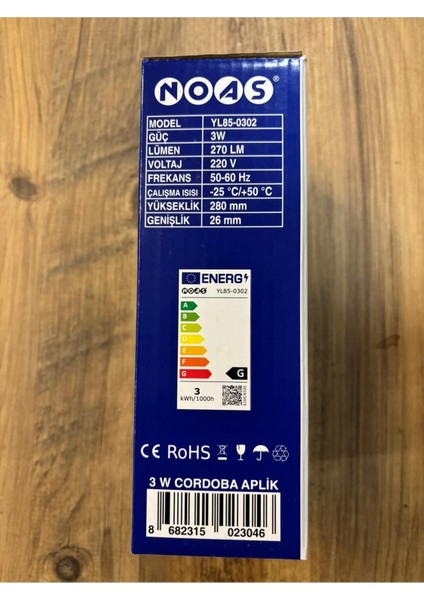 NOAS®
MODEL YL85-0302
GÜÇ 3W
LÜMEN 270 LM
VOLTAJ 220 V
FREKANS 50-60 Hz
ÇALIŞMA ISISI -25 °C/+50 °C
YÜKSEKLİK 280 mm
GENİŞLİK 26 mm
ENERG
NOAS YL85-0302
A
B
C
D
E
F
G G
3
kWh/1000h
CE RoHS
3 W CORDOBA APLİK
8 682315 023046